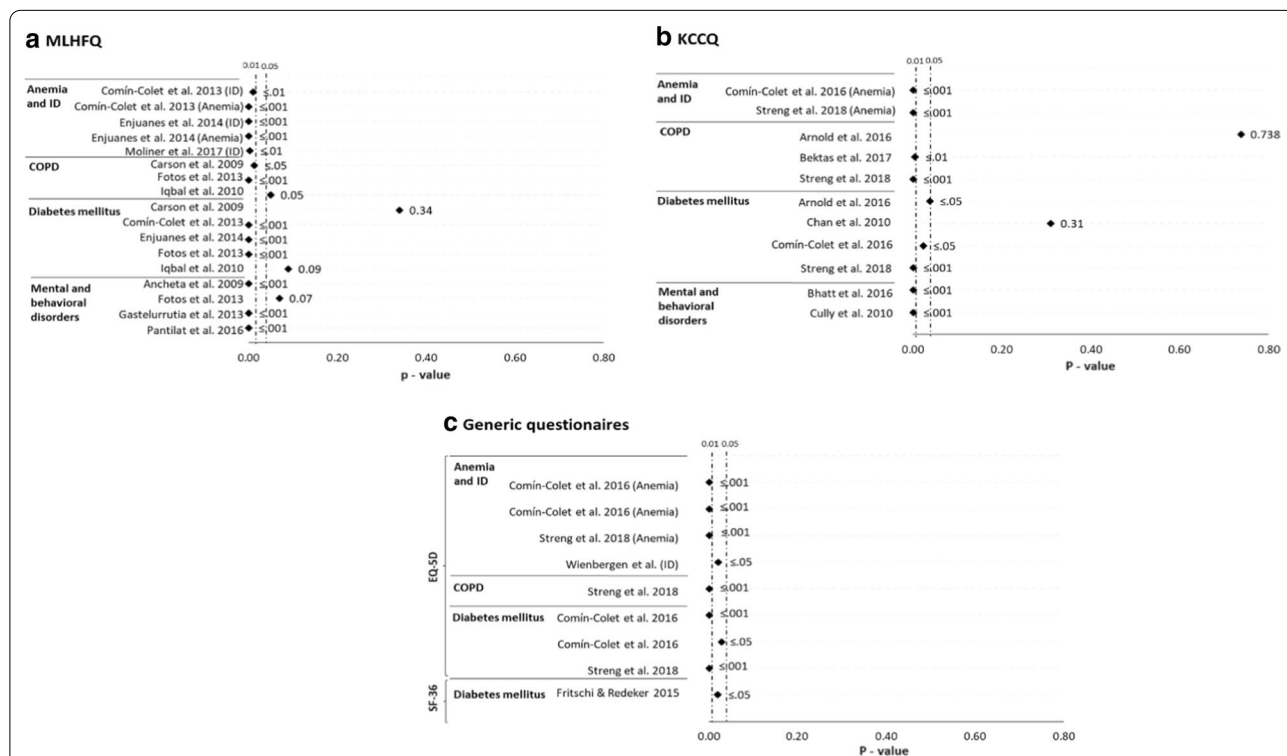 a MLHFQ
0.01 0.05
Anemia and ID
Comín-Colet et al. 2013 (ID) ≤.01
Comín-Colet et al. 2013 (Anemia) ≤.001
Enjuanes et al. 2014 (ID) ≤.001
Enjuanes et al. 2014 (Anemia) ≤.001
Moliner et al. 2017 (ID) ≤.01
COPD
Carson et al. 2009 ≤.05
Fotos et al. 2013 ≤.001
Iqbal et al. 2010 0.05
Diabetes mellitus
Carson et al. 2009 0.34
Comín-Colet et al. 2013 ≤.001
Enjuanes et al. 2014 ≤.001
Fotos et al. 2013 ≤.001
Iqbal et al. 2010 0.09
Mental and behavioral disorders
Ancheta et al. 2009 ≤.001
Fotos et al. 2013 0.07
Gastelurrutia et al. 2013 ≤.001
Pantilat et al. 2016 ≤.001
0.00 0.20 0.40 0.60 0.80
p - value
b KCCQ
0.01 0.05
Anemia and ID
Comín-Colet et al. 2016 (Anemia) ≤.001
Streng et al. 2018 (Anemia) ≤.001
COPD
Arnold et al. 2016 0.738
Bektas et al. 2017 ≤.01
Streng et al. 2018 ≤.001
Diabetes mellitus
Arnold et al. 2016 ≤.05
Chan et al. 2010 0.31
Comín-Colet et al. 2016 ≤.05
Streng et al. 2018 ≤.001
Mental and behavioral disorders
Bhatt et al. 2016 ≤.001
Cully et al. 2010 ≤.001
0.00 0.20 0.40 0.60 0.80
P - value
c Generic questionaires
0.01 0.05
EQ-5D
Anemia and ID
Comín-Colet et al. 2016 (Anemia) ≤.001
Comín-Colet et al. 2016 (Anemia) ≤.001
Streng et al. 2018 (Anemia) ≤.001
Wienbergen et al. (ID) ≤.05
COPD
Streng et al. 2018 ≤.001
Diabetes mellitus
Comín-Colet et al. 2016 ≤.001
Comín-Colet et al. 2016 ≤.05
Streng et al. 2018 ≤.001
SF-36
Diabetes mellitus
Fritschi & Redeker 2015 ≤.05
0.00 0.20 0.40 0.60 0.80
P - value